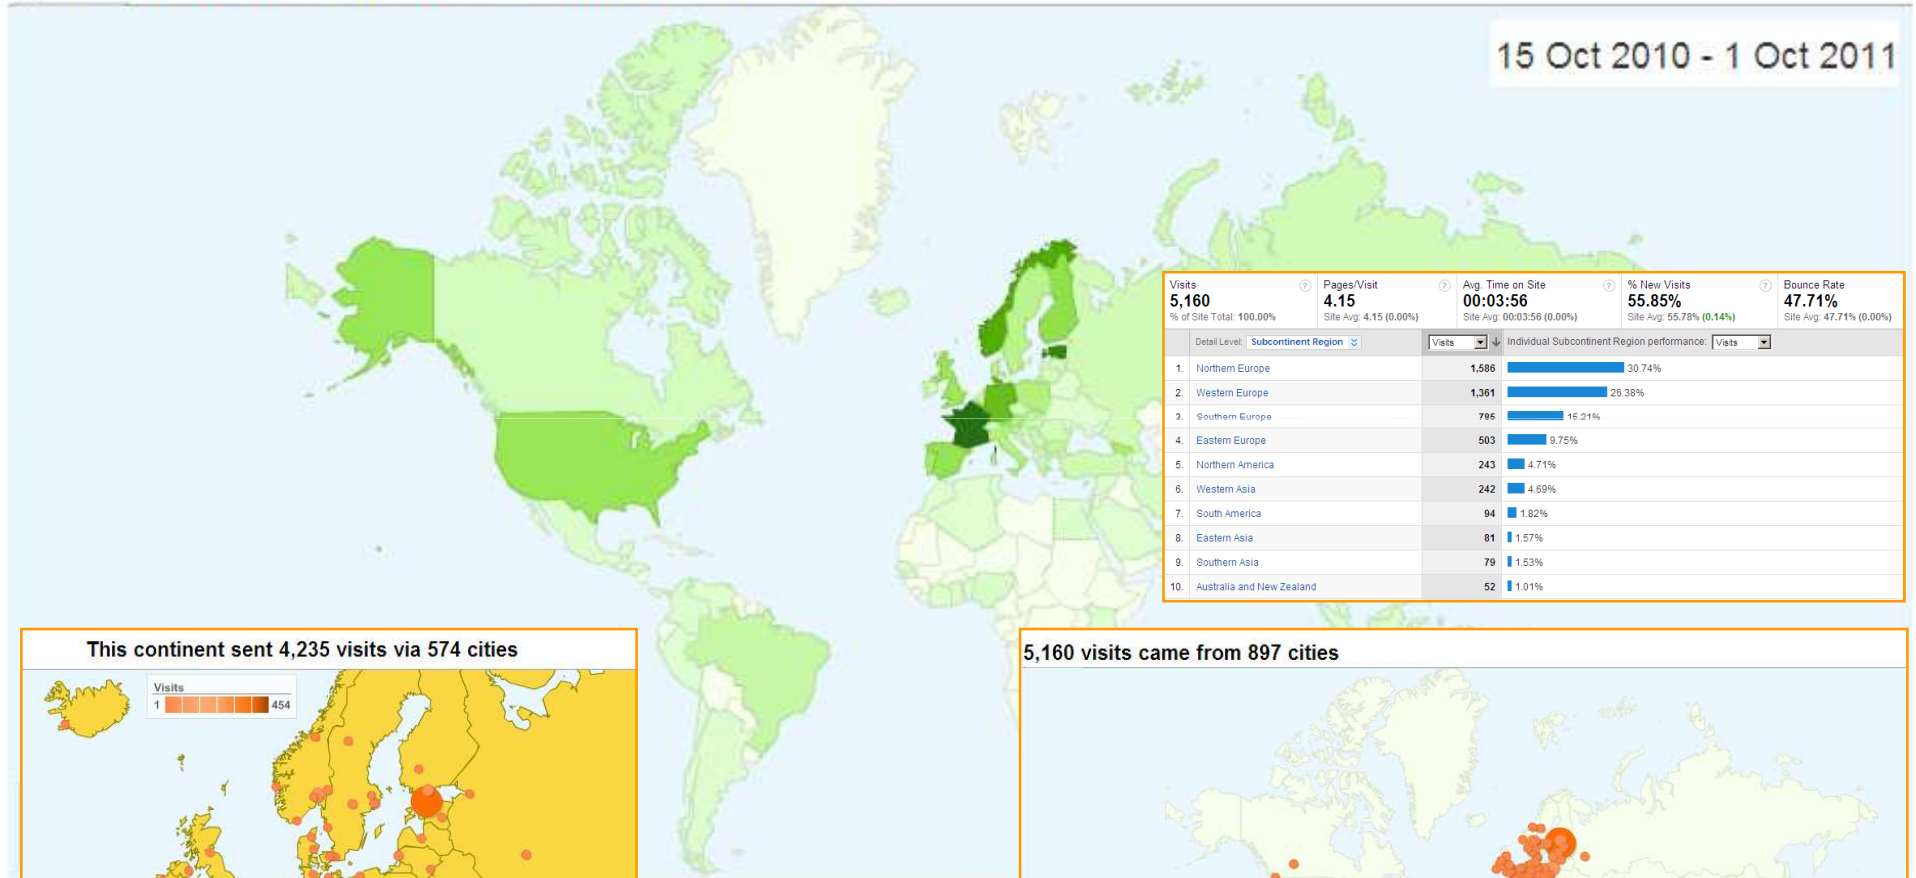 15 Oct 2010 - 1 Oct 2011
Visits
5,160
% of Site Total: 100.00%
Pages/Visit
4.15
Site Avg: 4.15 (0.00%)
Avg. Time on Site
00:03:56
Site Avg: 00:03:56 (0.00%)
% New Visits
55.85%
Site Avg: 55.78% (0.14%)
Bounce Rate
47.71%
Site Avg: 47.71% (0.00%)
Detail Level: Subcontinent Region Visits Individual Subcontinent Region performance: Visits
1. Northern Europe 1,586 30.74%
2. Western Europe 1,361 26.38%
3. Southern Europe 795 15.21%
4. Eastern Europe 503 9.75%
5. Northern America 243 4.71%
6. Western Asia 242 4.69%
7. South America 94 1.82%
8. Eastern Asia 81 1.57%
9. Southern Asia 79 1.53%
10. Australia and New Zealand 52 1.01%
This continent sent 4,235 visits via 574 cities
Visits
1 454
5,160 visits came from 897 cities